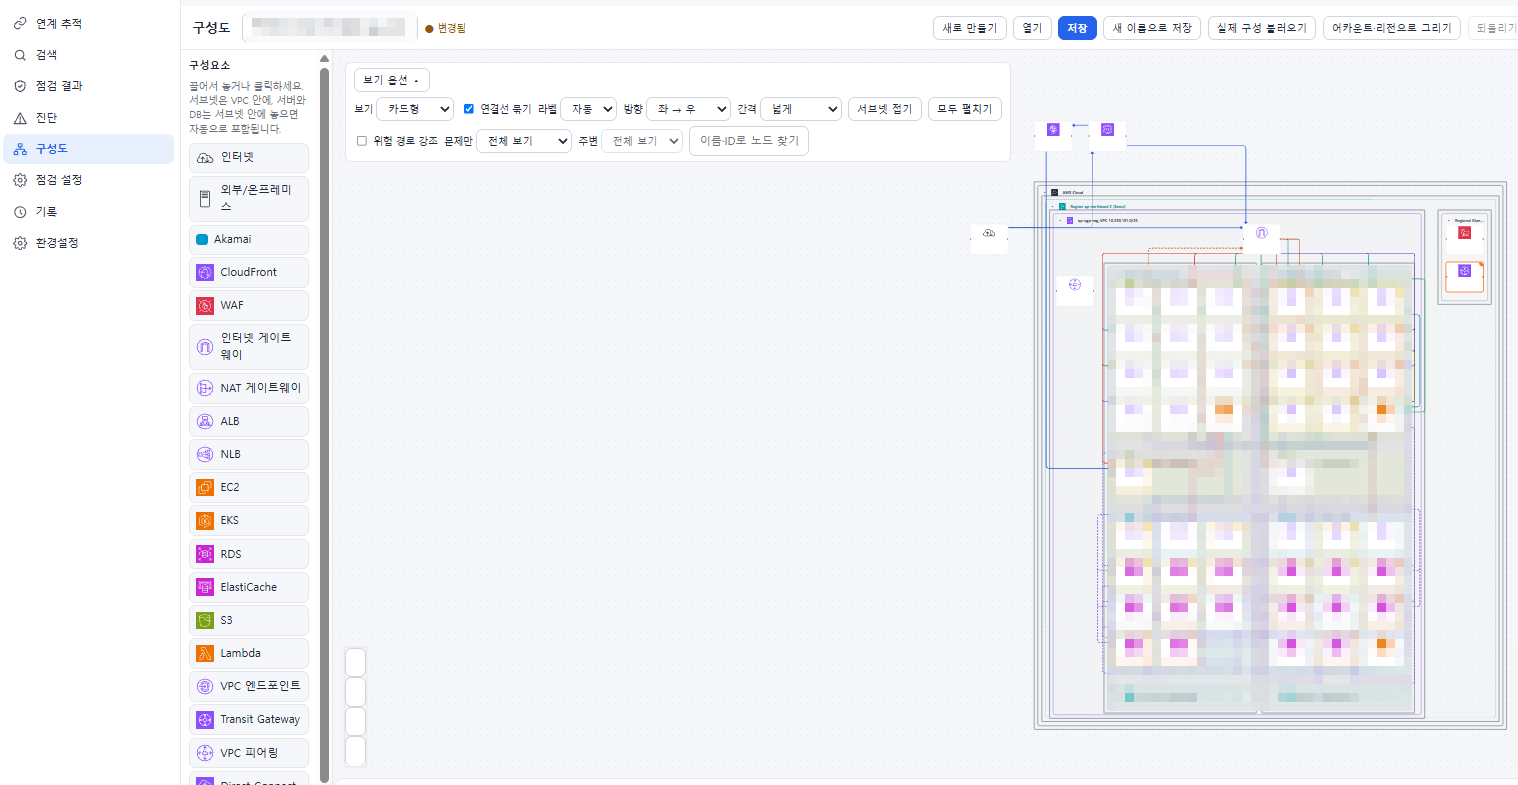 연계 추적
검색
점검 결과
진단
구성도
점검 설정
기록
환경설정
구성도
변경됨
새로 만들기
열기
저장
새 이름으로 저장
실제 구성 불러오기
어카운트·리전으로 그리기
되돌리기
구성요소
끌어서 놓거나 클릭하세요.
서브넷은 VPC 안에, 서버와
DB는 서브넷 안에 놓으면
자동으로 포함됩니다.
인터넷
외부/온프레미
스
Akamai
CloudFront
WAF
인터넷 게이트
웨이
NAT 게이트웨이
ALB
NLB
EC2
EKS
RDS
ElastiCache
S3
Lambda
VPC 엔드포인트
Transit Gateway
VPC 피어링
Direct Connect
보기 옵션
보기 카드형 연결선 묶기 라벨 자동 방향 좌 → 우 간격 넓게 서브넷 접기 모두 펼치기
위험 경로 강조 문제만 전체 보기 주변 전체 보기 이름·ID로 노드 찾기
AWS Cloud